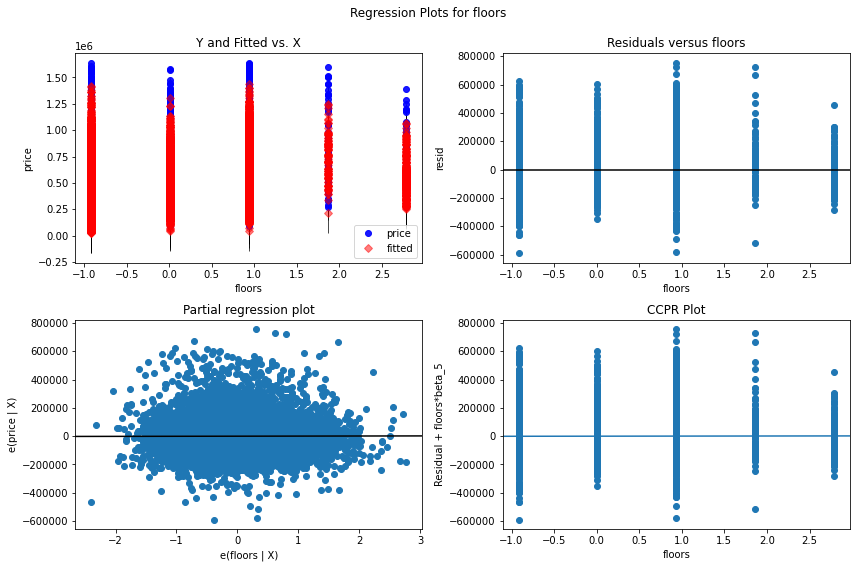 Regression Plots for floors
Y and Fitted vs. X
1e6
1.50
1.25
1.00
0.75
0.50
0.25
0.00
−0.25
price
−1.0 −0.5 0.0 0.5 1.0 1.5 2.0 2.5
floors
price
fitted
Residuals versus floors
800000
600000
400000
200000
0
−200000
−400000
−600000
resid
−1.0 −0.5 0.0 0.5 1.0 1.5 2.0 2.5
floors
Partial regression plot
800000
600000
400000
200000
0
−200000
−400000
−600000
e(price | X)
−2 −1 0 1 2 3
e(floors | X)
CCPR Plot
800000
600000
400000
200000
0
−200000
−400000
−600000
Residual + floors*beta_5
−1.0 −0.5 0.0 0.5 1.0 1.5 2.0 2.5
floors